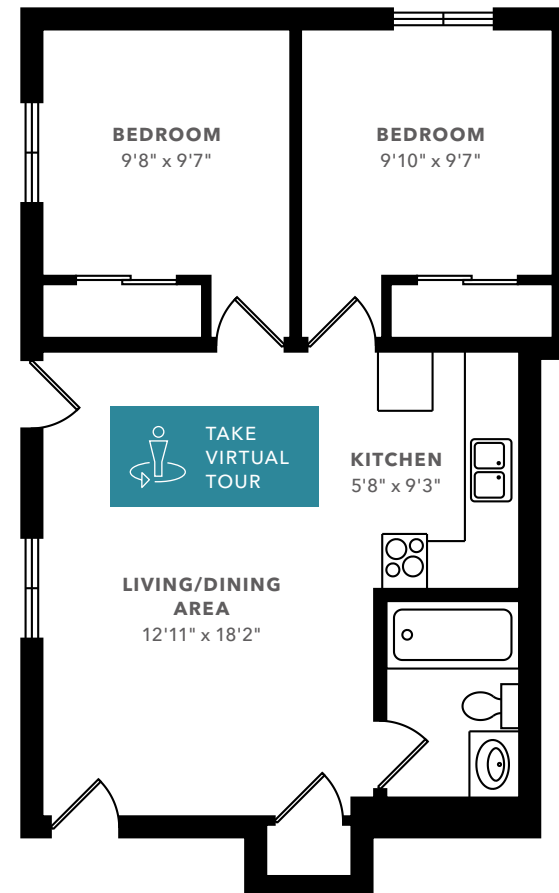 BEDROOM
9'8" x 9'7"
BEDROOM
9'10" x 9'7"
TAKE
VIRTUAL
TOUR
KITCHEN
5'8" x 9'3"
LIVING/DINING
AREA
12'11" x 18'2"